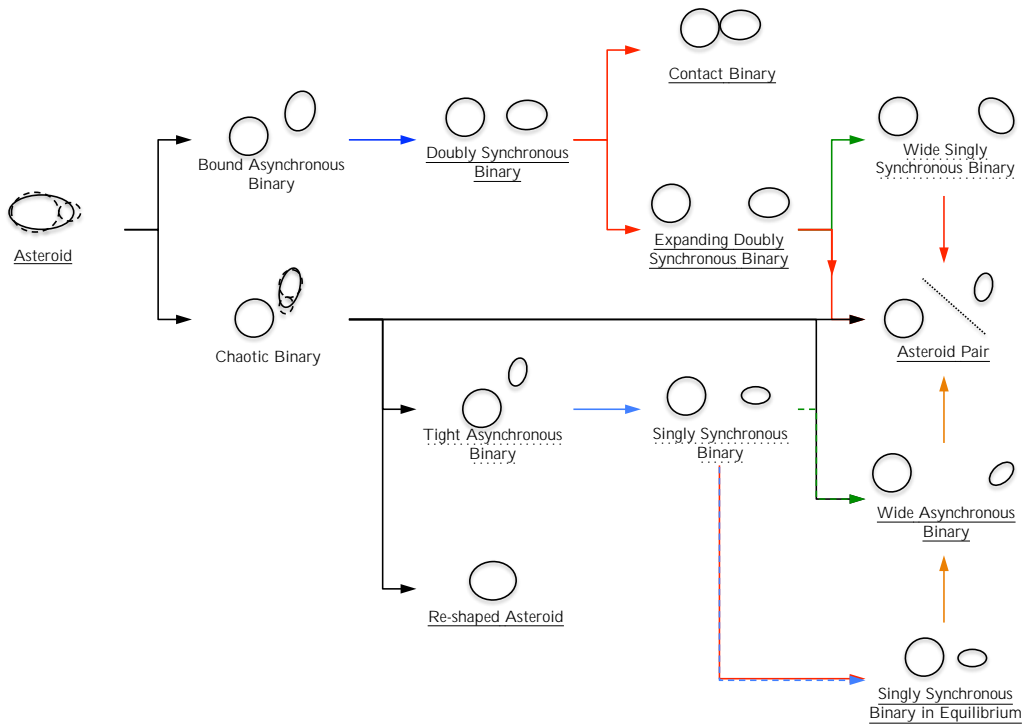 Contact Binary
Bound Asynchronous
Binary
Doubly Synchronous
Binary
Wide Singly
Synchronous Binary
Asteroid
Expanding Doubly
Synchronous Binary
Chaotic Binary
Asteroid Pair
Tight Asynchronous
Binary
Singly Synchronous
Binary
Wide Asynchronous
Binary
Re-shaped Asteroid
Singly Synchronous
Binary in Equilibrium